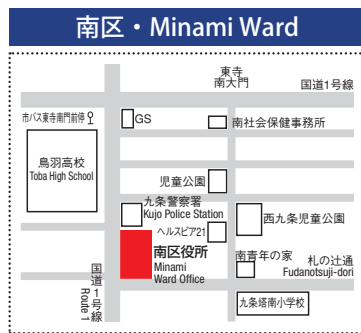 南区・Minami Ward
東寺
南大門
国道1号線
市バス東寺南門前停
GS
南社会保健事務所
鳥羽高校
Toba High School
児童公園
九条警察署
Kujo Police Station
ヘルスピア21
西九条児童公園
南区役所
Minami
Ward Office
南青年の家
札の辻通
Fudanotsuji-dori
国道1号線
Route 1
九条塔南小学校